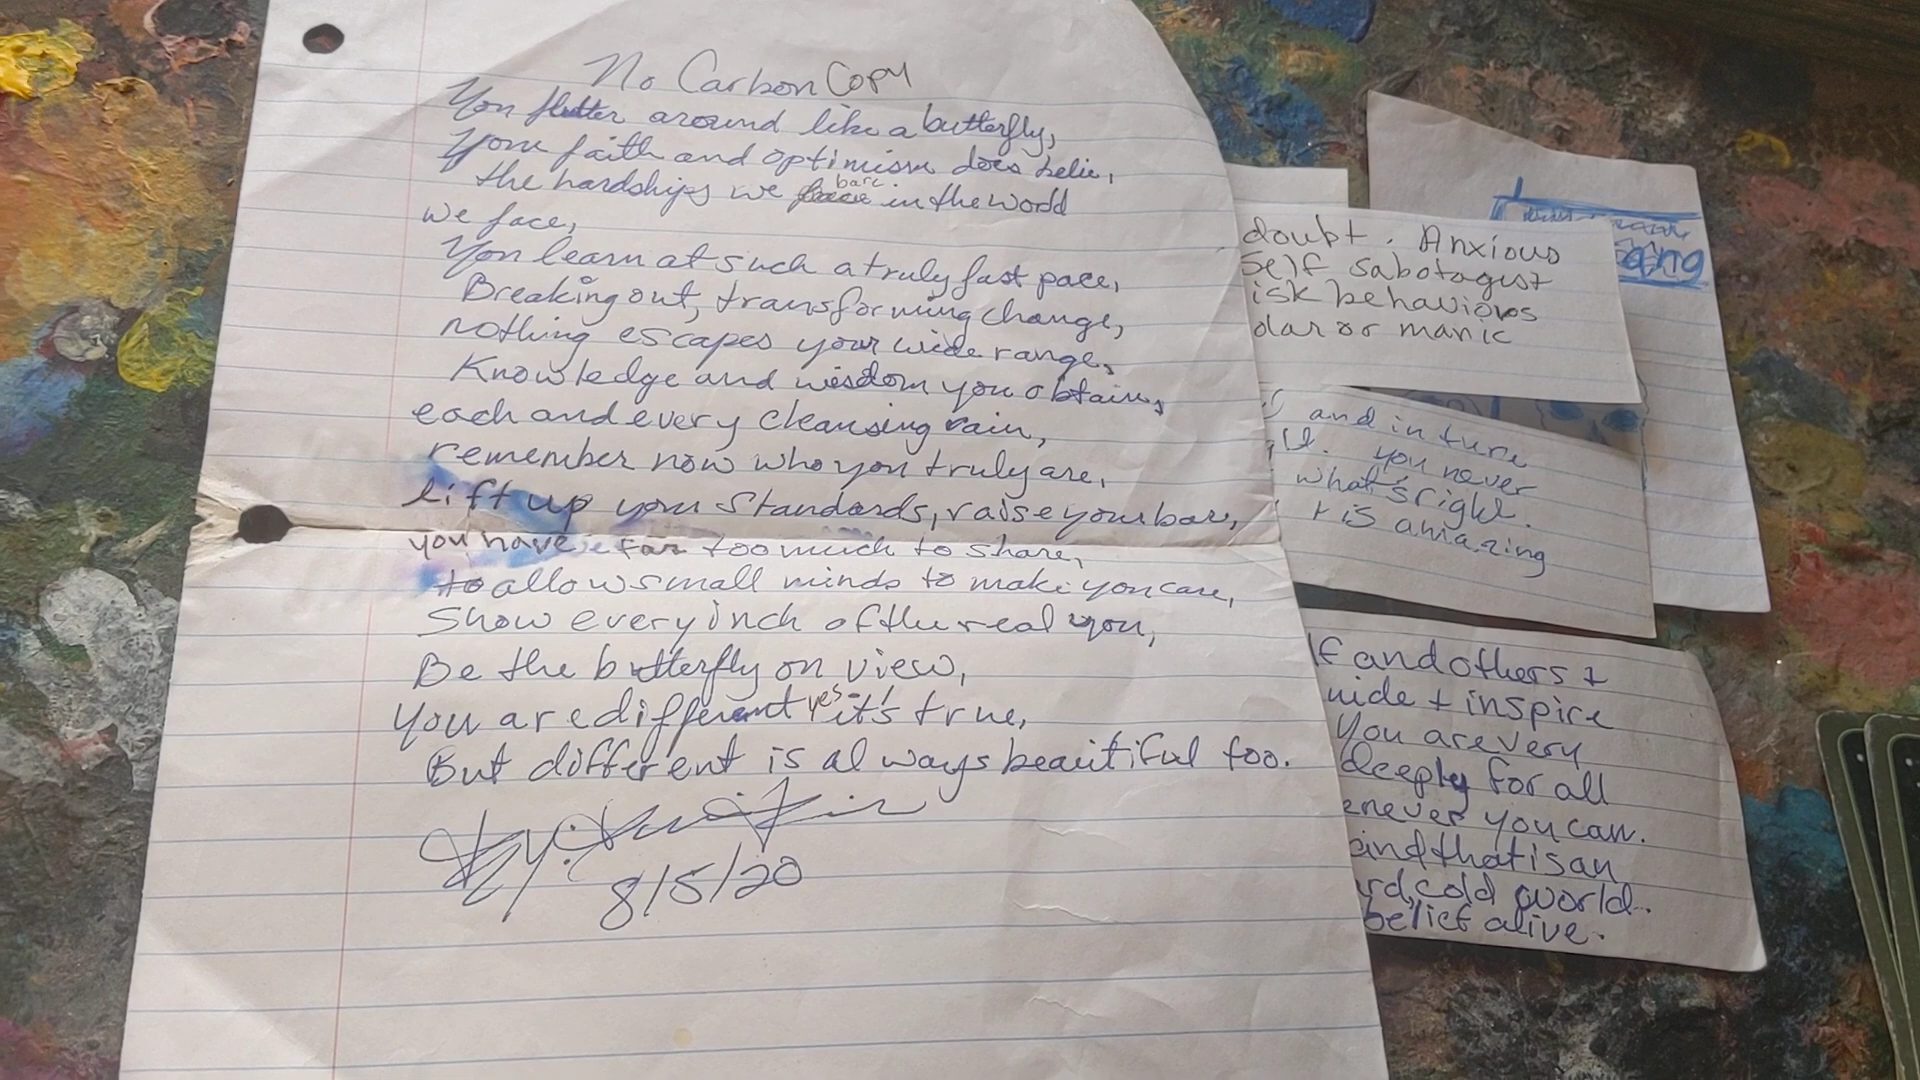 No Carbon Copy
You flutter around like a butterfly,
Your faith and optimism does belie,
the hardships we bare in the world
we face,
You learn at such a truly fast pace,
Breaking out, transforming change,
nothing escapes your wide range,
Knowledge and wisdom you obtain,
each and every cleansing rain,
remember now who you truly are,
lift up your standards, raise your bar,
you have far too much to share,
to allow small minds to make you care,
Show every inch of the real you,
Be the butterfly on view,
You are different yes it's true,
But different is always beautiful too.
8/5/20
doubt. Anxious
Self sabotagist
isk behaviors
olar or manic
and in turn
you never
what's right.
t is amazing
lf and others +
uide + inspire
You are very
deeply for all
enever you can.
and that is an
rd, cold world.
belief alive.